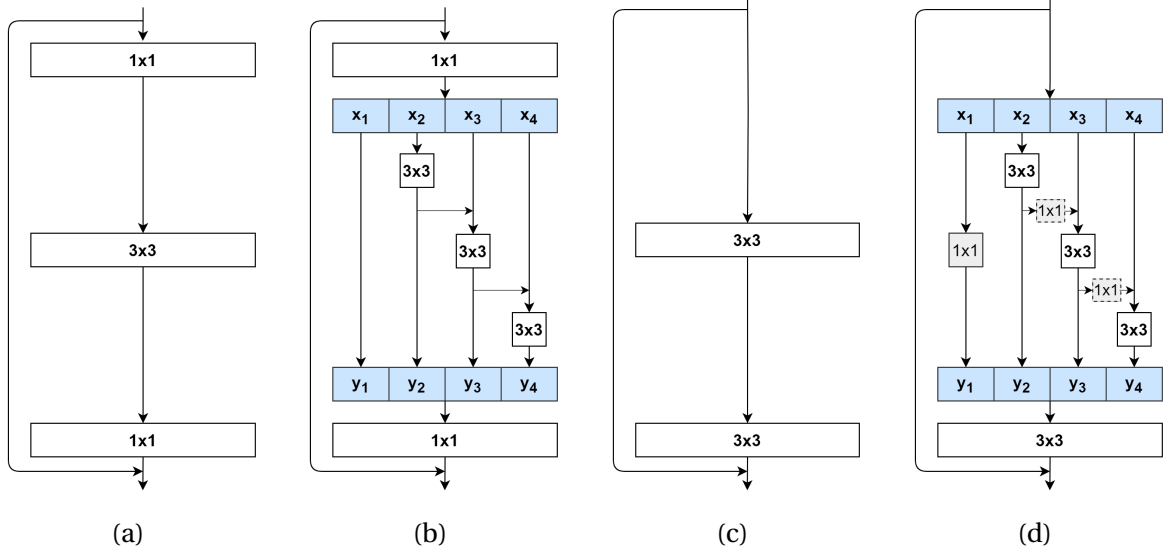 1x1
3x3
1x1
(a)
1x1
x₁ x₂ x₃ x₄
3x3
3x3
3x3
y₁ y₂ y₃ y₄
1x1
(b)
3x3
3x3
(c)
x₁ x₂ x₃ x₄
3x3
1x1
1x1 3x3
1x1
3x3
y₁ y₂ y₃ y₄
3x3
(d)